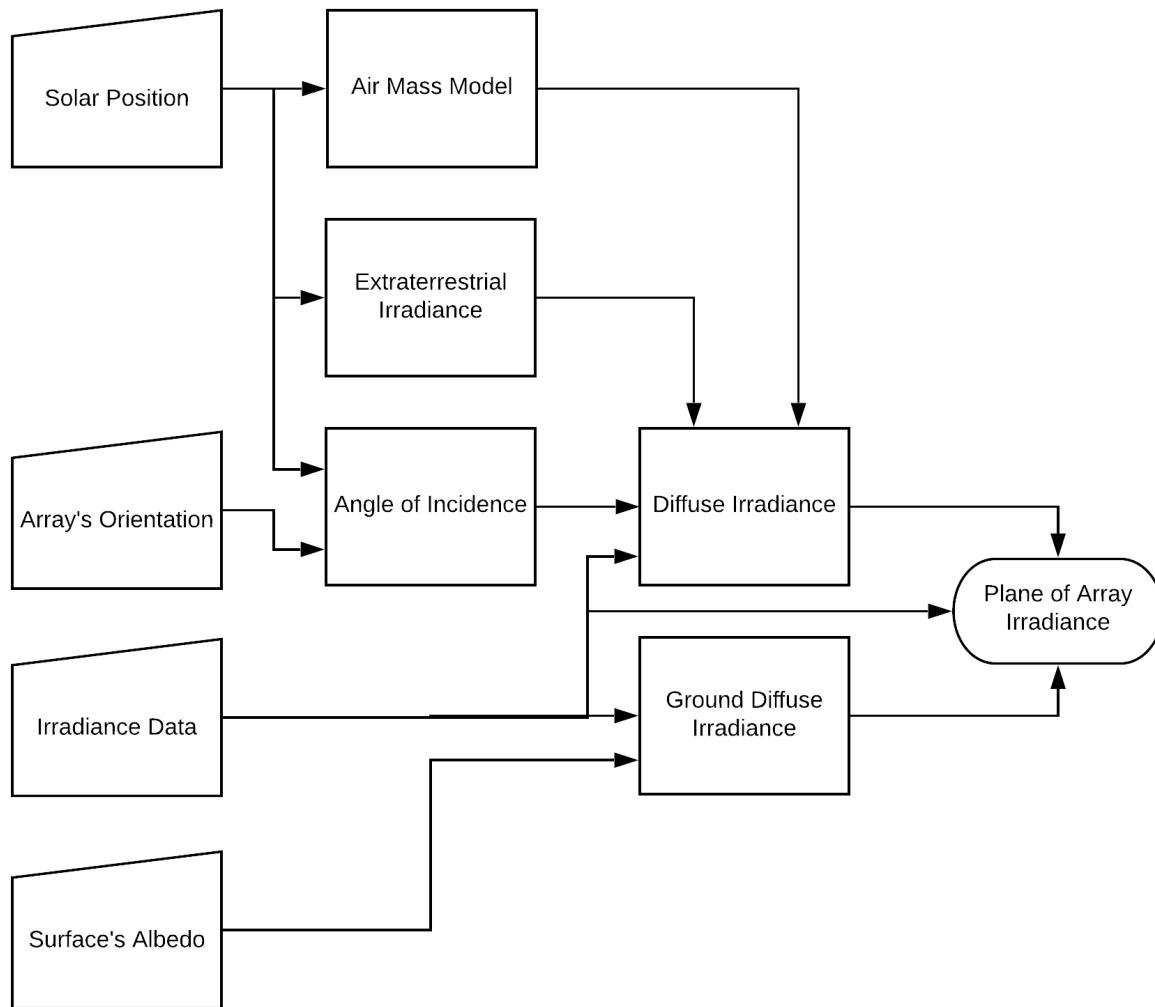 Solar Position
Air Mass Model
Extraterrestrial
Irradiance
Array's Orientation
Angle of Incidence
Diffuse Irradiance
Plane of Array
Irradiance
Irradiance Data
Ground Diffuse
Irradiance
Surface's Albedo